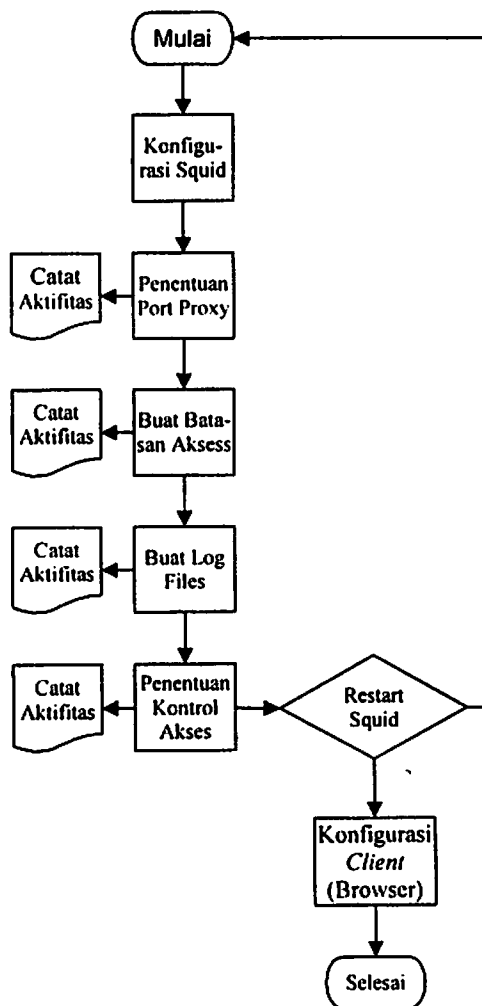 Mulai
Konfigu-
rasi Squid
Catat
Aktifitas
Penentuan
Port Proxy
Catat
Aktifitas
Buat Bata-
san Aksess
Catat
Aktifitas
Buat Log
Files
Catat
Aktifitas
Penentuan
Kontrol
Akses
Restart
Squid
Konfigurasi
Client
(Browser)
Selesai